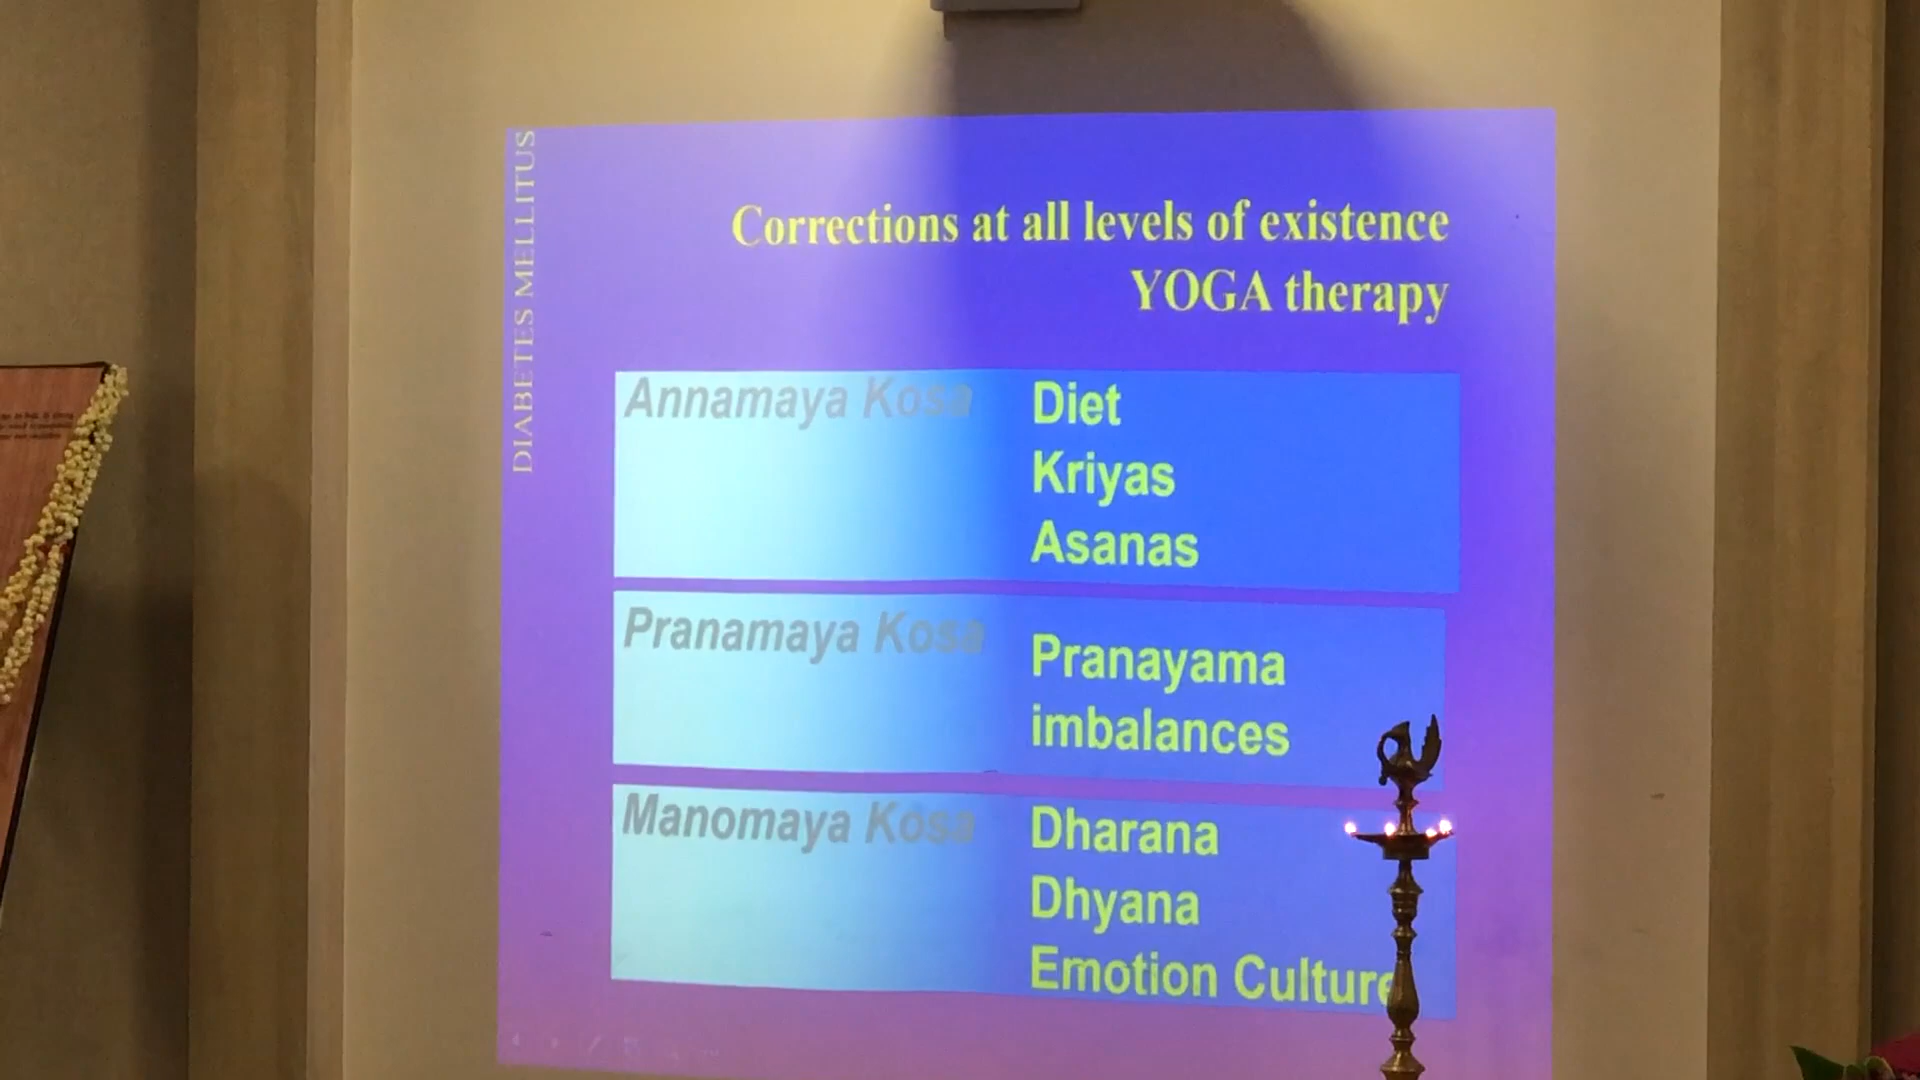 DIABETES MELLITUS
Corrections at all levels of existence
YOGA therapy
Annamaya Kosa
Diet
Kriyas
Asanas
Pranamaya Kosa
Pranayama
imbalances
Manomaya Kosa
Dharana
Dhyana
Emotion Culture